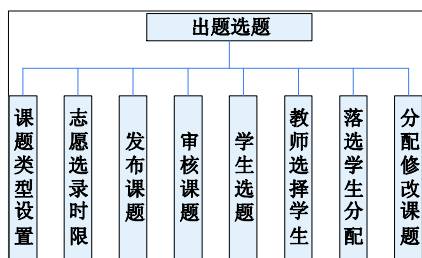 出题选题
课题类型设置
志愿选录时限
发布课题
审核课题
学生选题
教师选择学生
落选学生分配
分配修改课题